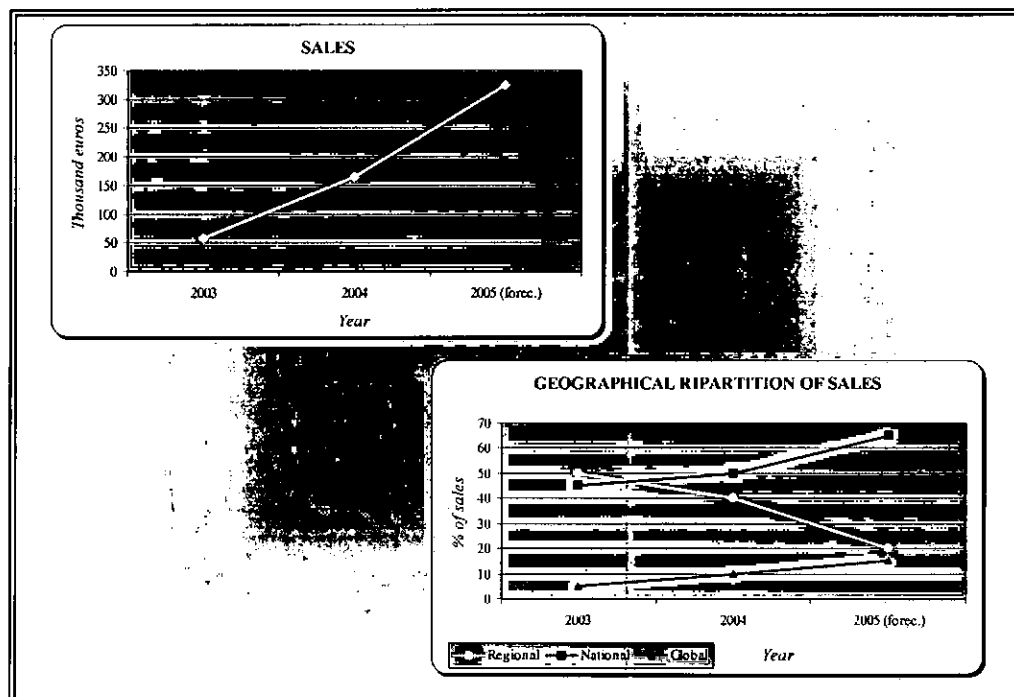 SALES
Thousand euros
350
300
250
200
150
100
50
0
2003
2004
2005 (forec.)
Year
GEOGRAPHICAL RIPARTITION OF SALES
% of sales
70
60
50
40
30
20
10
0
2003
2004
2005 (forec.)
Regional
National
Global
Year